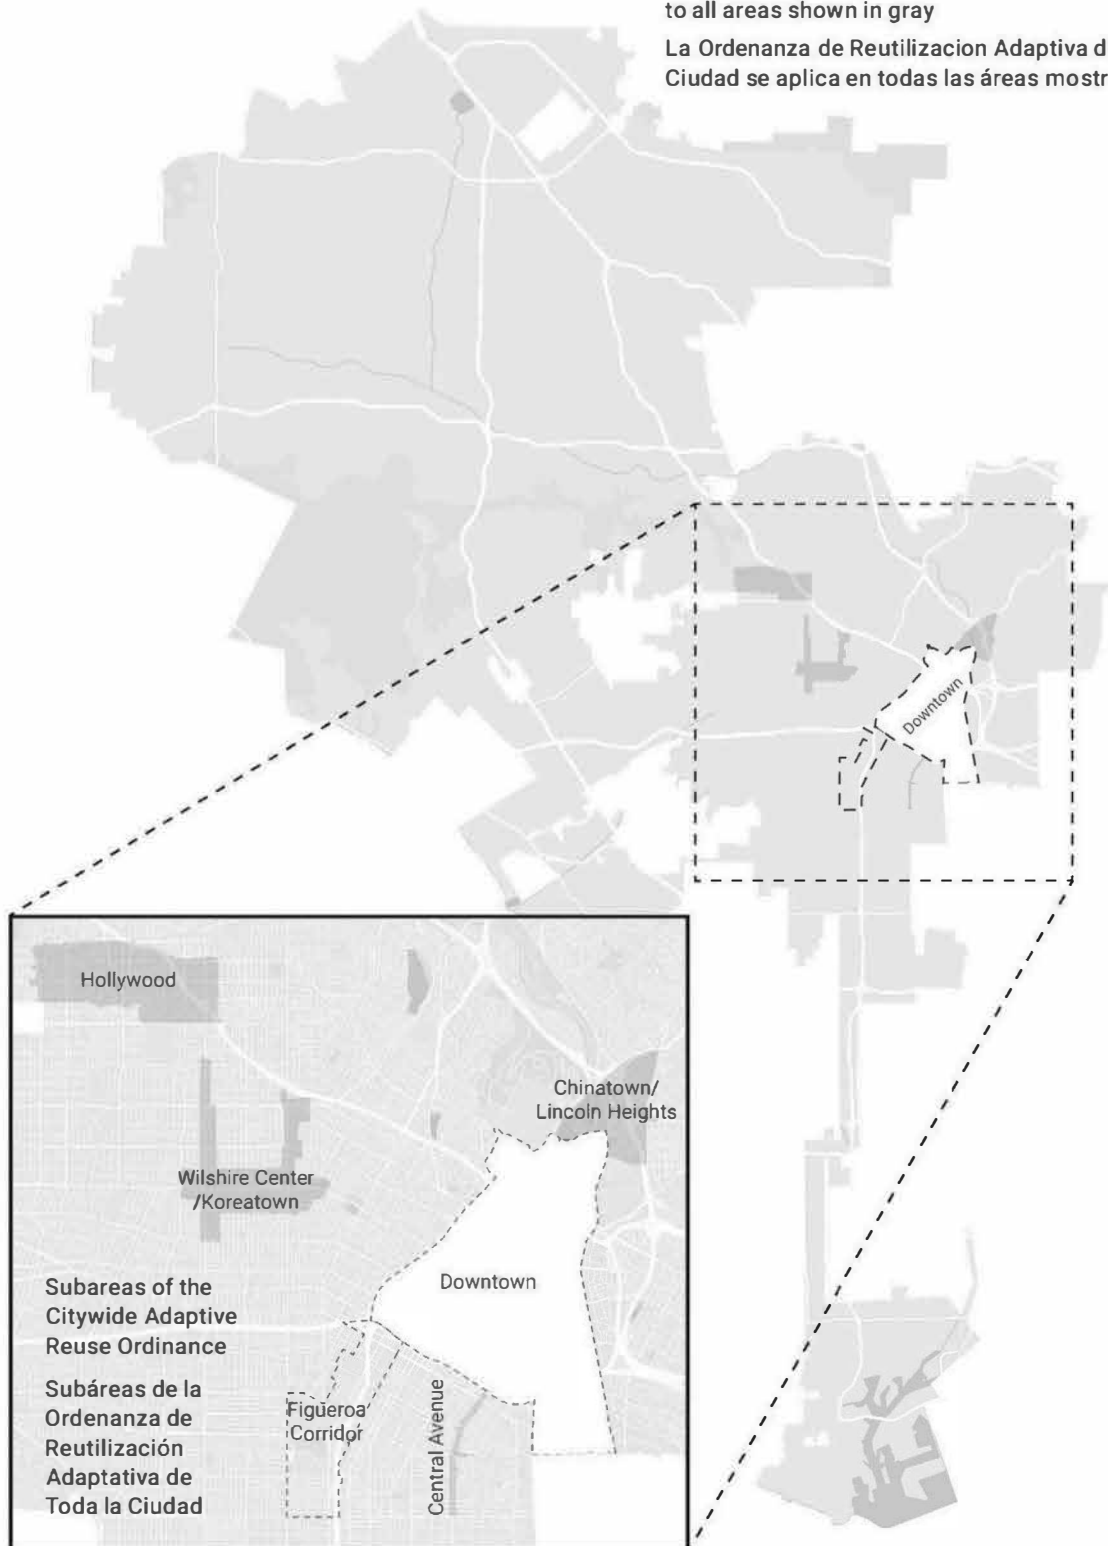 to all areas shown in gray
La Ordenanza de Reutilizacion Adaptiva d
Ciudad se aplica en todas las áreas mostr
Downtown
Hollywood
Chinatown/
Lincoln Heights
Wilshire Center
/Koreatown
Downtown
Subareas of the
Citywide Adaptive
Reuse Ordinance
Subáreas de la
Ordenanza de
Reutilización
Adaptativa de
Toda la Ciudad
Figueroa
Corridor
Central Avenue